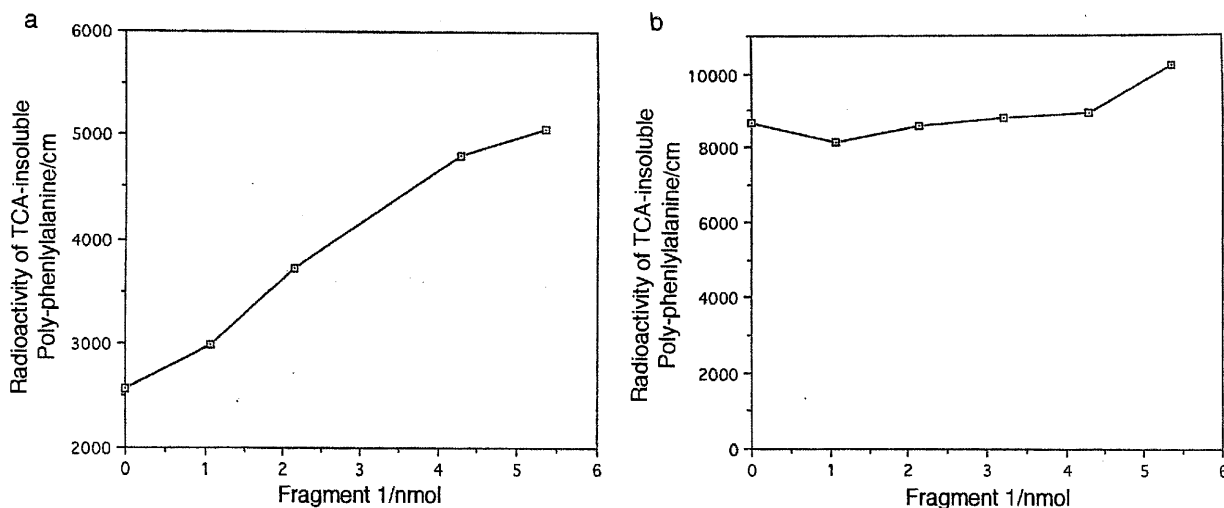 a
Radioactivity of TCA-insoluble
Poly-phenylalanine/cm
6000
5000
4000
3000
2000
0 1 2 3 4 5 6
Fragment 1/nmol
b
Radioactivity of TCA-insoluble
Poly-phenylalanine/cm
10000
8000
6000
8000
2000
0
0 1 2 3 4 5 6
Fragment 1/nmol